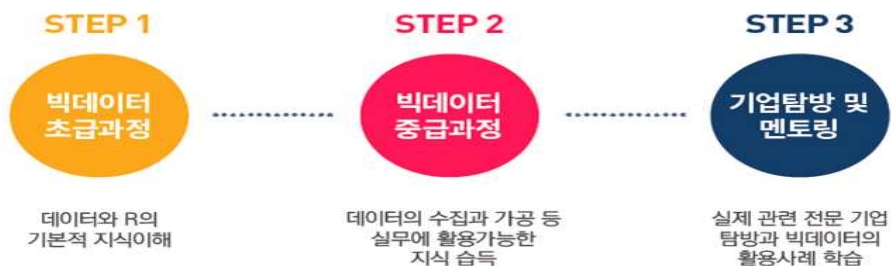 STEP 1
빅데이터
초급과정
데이터와 R의
기본적 지식이해
STEP 2
빅데이터
중급과정
데이터의 수집과 가공 등
실무에 활용가능한
지식 습득
STEP 3
기업탐방 및
멘토링
실제 관련 전문 기업
탐방과 빅데이터의
활용사례 학습